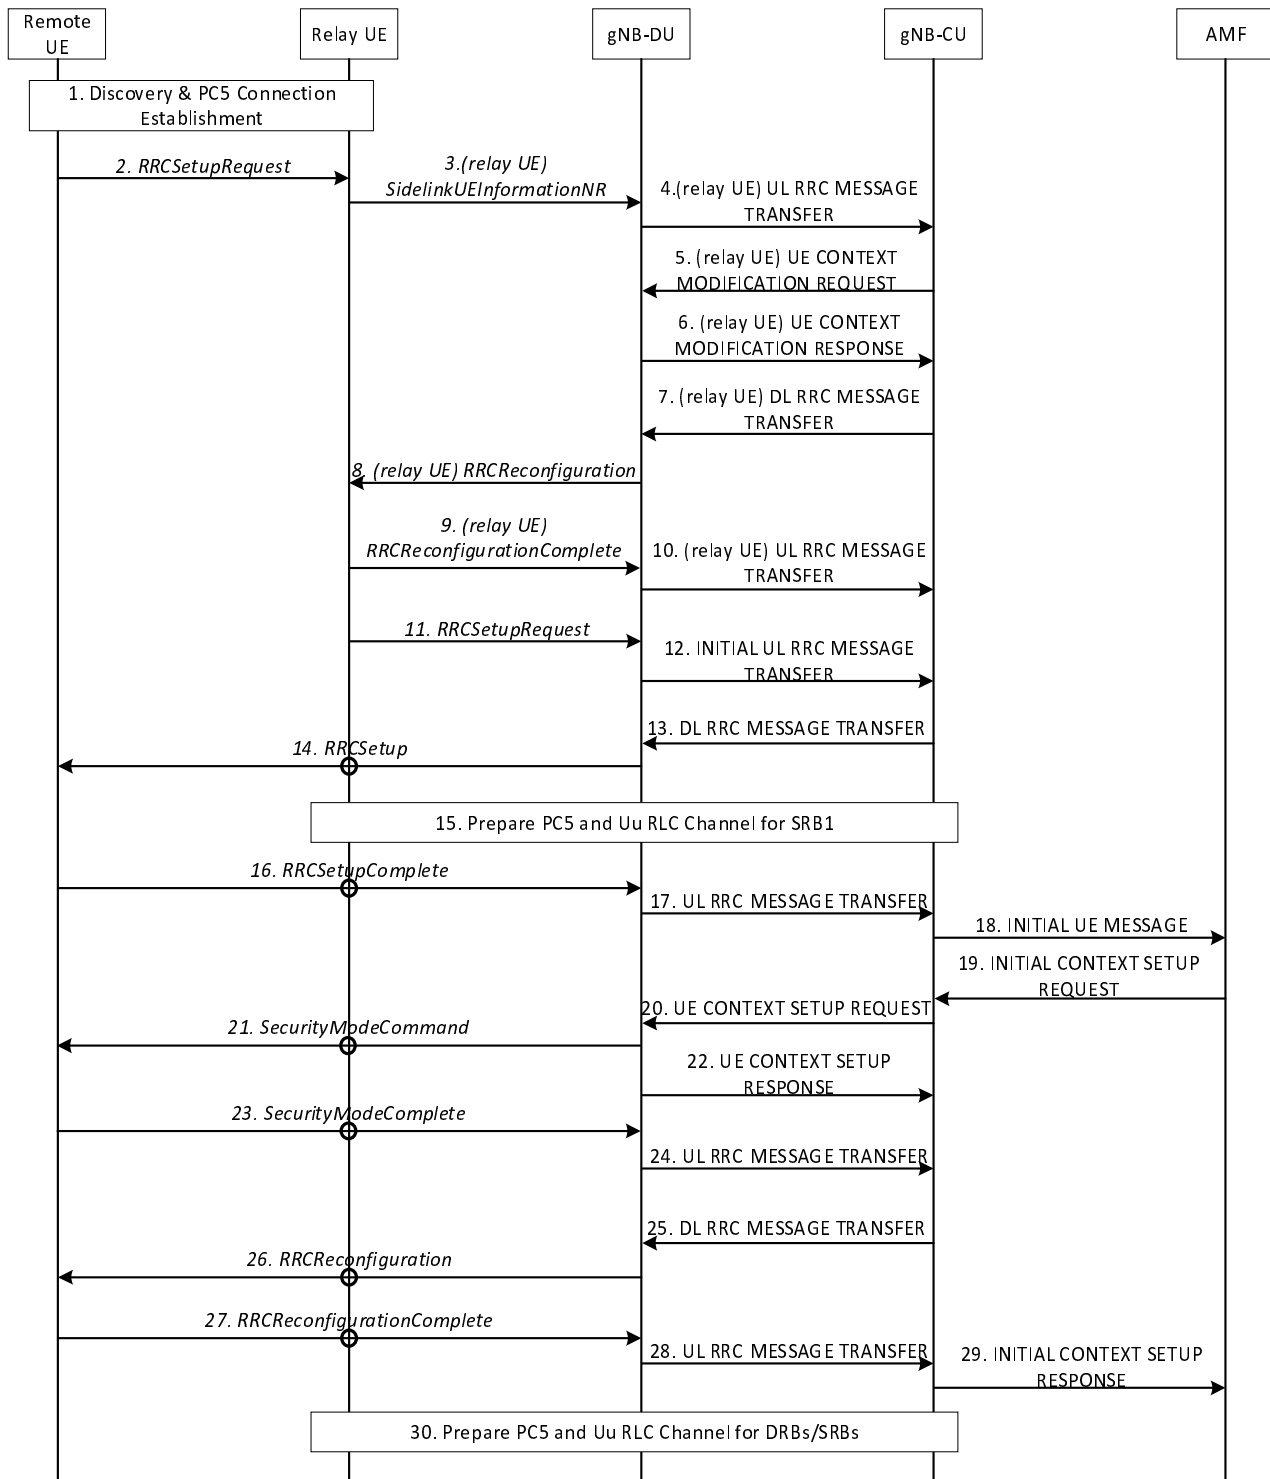 Remote
UE
Relay UE
gNB-DU
gNB-CU
AMF
1. Discovery & PC5 Connection
Establishment
2. RRCSetupRequest
3.(relay UE)
SidelinkUEInformationNR
4.(relay UE) UL RRC MESSAGE
TRANSFER
5. (relay UE) UE CONTEXT
MODIFICATION REQUEST
6. (relay UE) UE CONTEXT
MODIFICATION RESPONSE
7. (relay UE) DL RRC MESSAGE
TRANSFER
8. (relay UE) RRCReconfiguration
9. (relay UE)
RRCReconfigurationComplete
10. (relay UE) UL RRC MESSAGE
TRANSFER
11. RRCSetupRequest
12. INITIAL UL RRC MESSAGE
TRANSFER
13. DL RRC MESSAGE TRANSFER
14. RRCSetup
15. Prepare PC5 and Uu RLC Channel for SRB1
16. RRCSetupComplete
17. UL RRC MESSAGE TRANSFER
18. INITIAL UE MESSAGE
19. INITIAL CONTEXT SETUP
REQUEST
20. UE CONTEXT SETUP REQUEST
21. SecurityModeCommand
22. UE CONTEXT SETUP
RESPONSE
23. SecurityModeComplete
24. UL RRC MESSAGE TRANSFER
25. DL RRC MESSAGE TRANSFER
26. RRCReconfiguration
27. RRCReconfigurationComplete
28. UL RRC MESSAGE TRANSFER
29. INITIAL CONTEXT SETUP
RESPONSE
30. Prepare PC5 and Uu RLC Channel for DRBs/SRBs